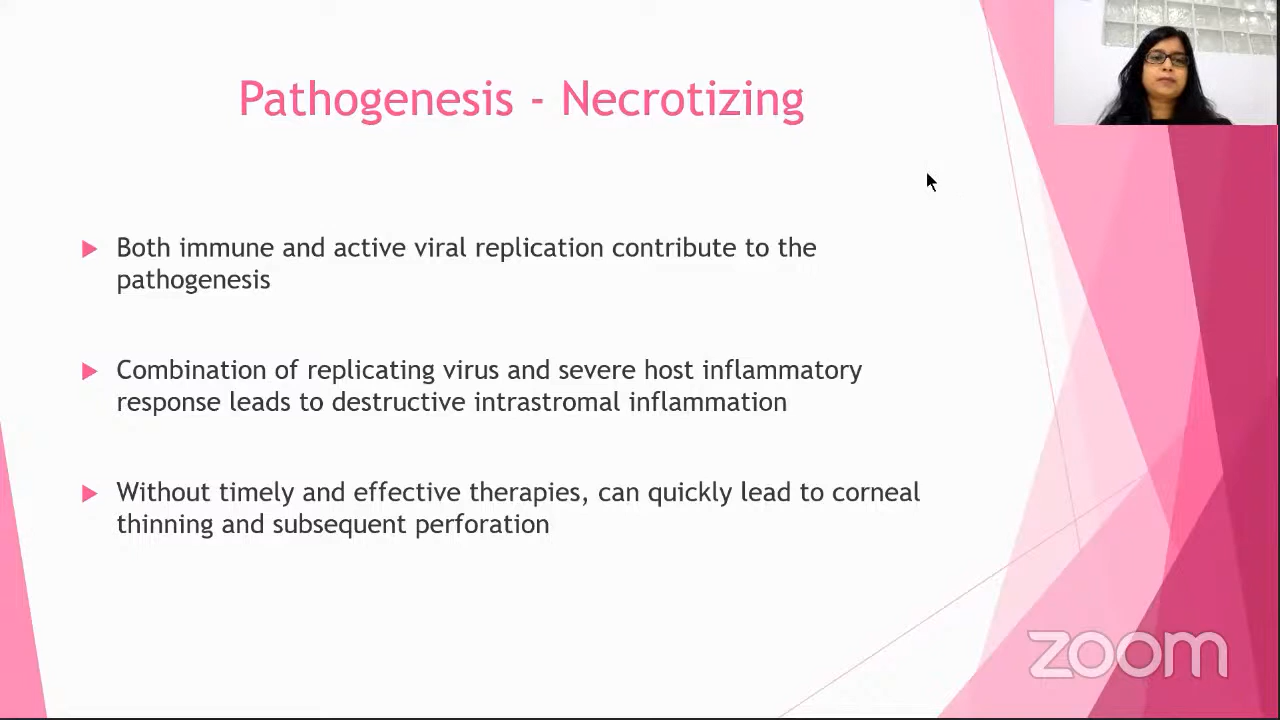 Pathogenesis - Necrotizing
Both immune and active viral replication contribute to the
pathogenesis
Combination of replicating virus and severe host inflammatory
response leads to destructive intrastromal inflammation
Without timely and effective therapies, can quickly lead to corneal
thinning and subsequent perforation
zoom